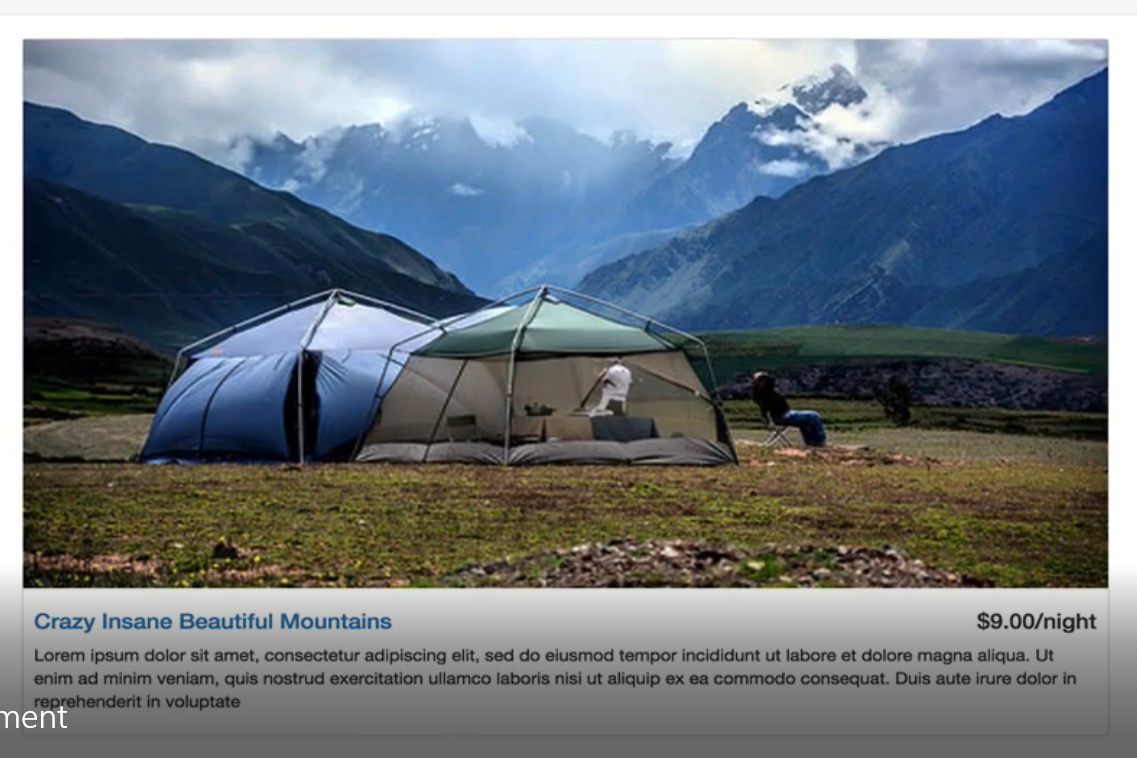 Crazy Insane Beautiful Mountains
$9.00/night
Lorem ipsum dolor sit amet, consectetur adipiscing elit, sed do eiusmod tempor incididunt ut labore et dolore magna aliqua. Ut
enim ad minim veniam, quis nostrud exercitation ullamco laboris nisi ut aliquip ex ea commodo consequat. Duis aute irure dolor in
reprehenderit in voluptate
ment